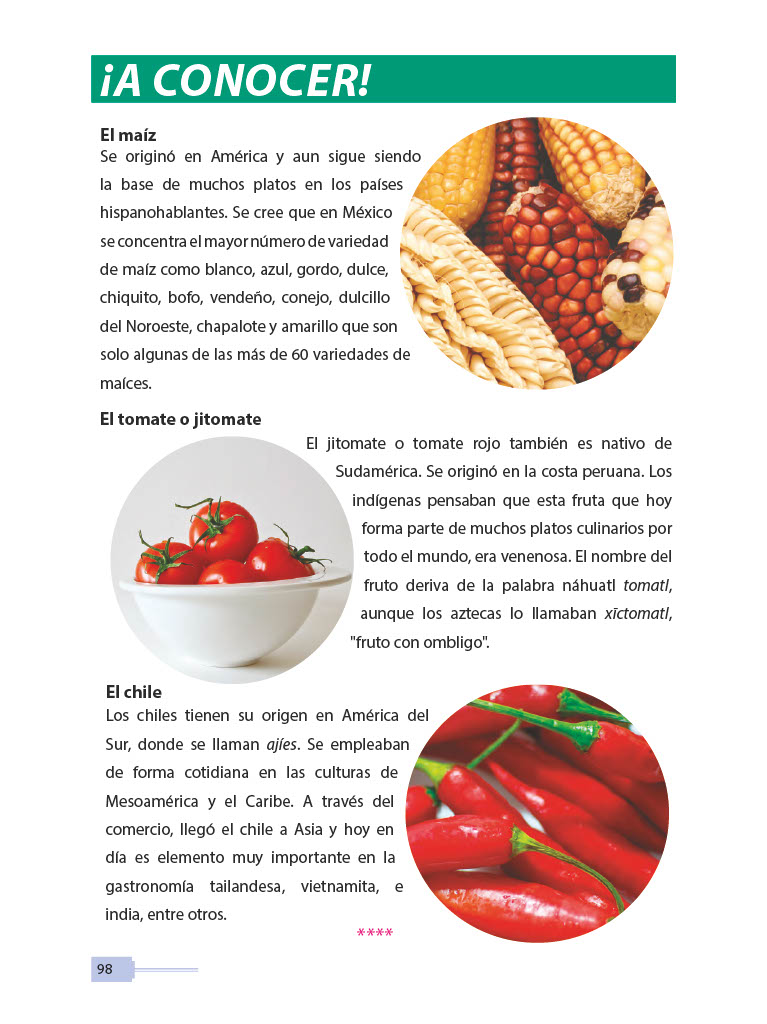 ¡A CONOCER!
El maíz
Se originó en América y aun sigue siendo
la base de muchos platos en los países
hispanohablantes. Se cree que en México
se concentra el mayor número de variedad
de maíz como blanco, azul, gordo, dulce,
chiquito, bofo, vendeño, conejo, dulcillo
del Noroeste, chapalote y amarillo que son
solo algunas de las más de 60 variedades de
maíces.
El tomate o jitomate
El jitomate o tomate rojo también es nativo de
Sudamérica. Se originó en la costa peruana. Los
indígenas pensaban que esta fruta que hoy
forma parte de muchos platos culinarios por
todo el mundo, era venenosa. El nombre del
fruto deriva de la palabra náhuatl tomatl,
aunque los aztecas lo llamaban xīctomatl,
"fruto con ombligo".
El chile
Los chiles tienen su origen en América del
Sur, donde se llaman ajíes. Se empleaban
de forma cotidiana en las culturas de
Mesoamérica y el Caribe. A través del
comercio, llegó el chile a Asia y hoy en
día es elemento muy importante en la
gastronomía tailandesa, vietnamita, e
india, entre otros.
****
98